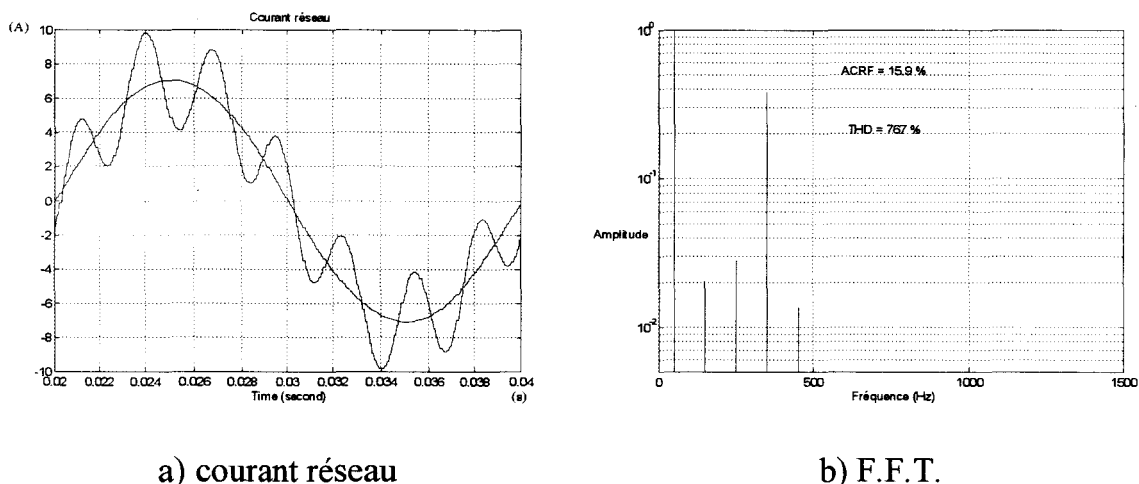 Courant réseau
(A)
10
8
6
4
2
0
-2
-4
-6
-8
-10
0.02
0.022
0.024
0.026
0.028
0.03
0.032
0.034
0.036
0.038
0.04
Time (second)
(s)
10^0
10^-1
10^-2
Amplitude
ACRF = 15.9 %
THD = 767 %
0
500
1000
1500
Fréquence (Hz)
a) courant réseau
b) F.F.T.